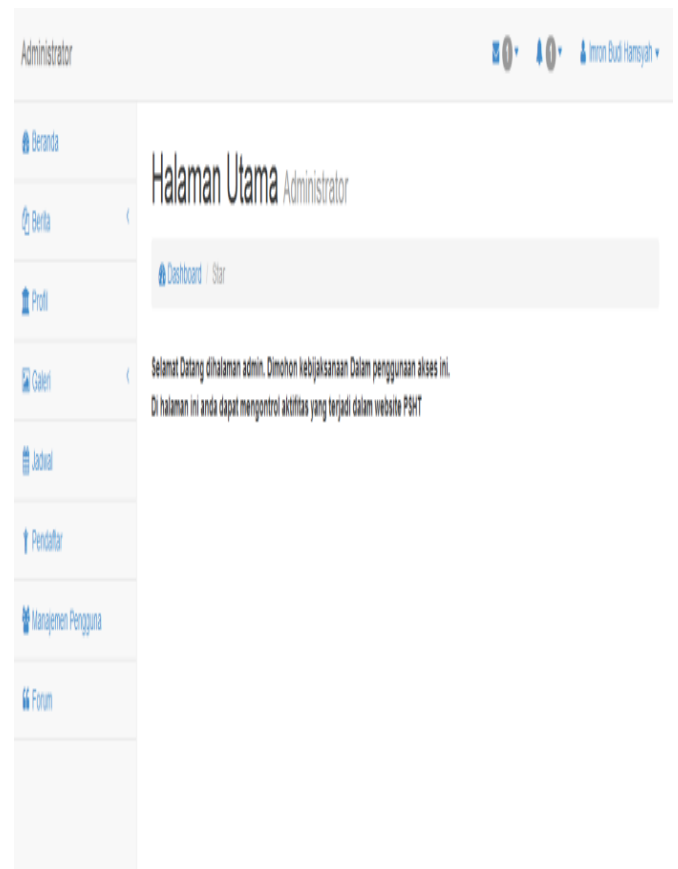 Administrator
1 1 Imron Budi Hamsyah
Beranda
Berita
Profil
Galeri
Jadwal
Pendaftar
Manajemen Pengguna
Forum
Halaman Utama Administrator
Dashboard / Star
Selamat Datang dihalaman admin. Dimohon kebijaksanaan Dalam penggunaan akses ini.
Di halaman ini anda dapat mengontrol aktifitas yang terjadi dalam website PSHT